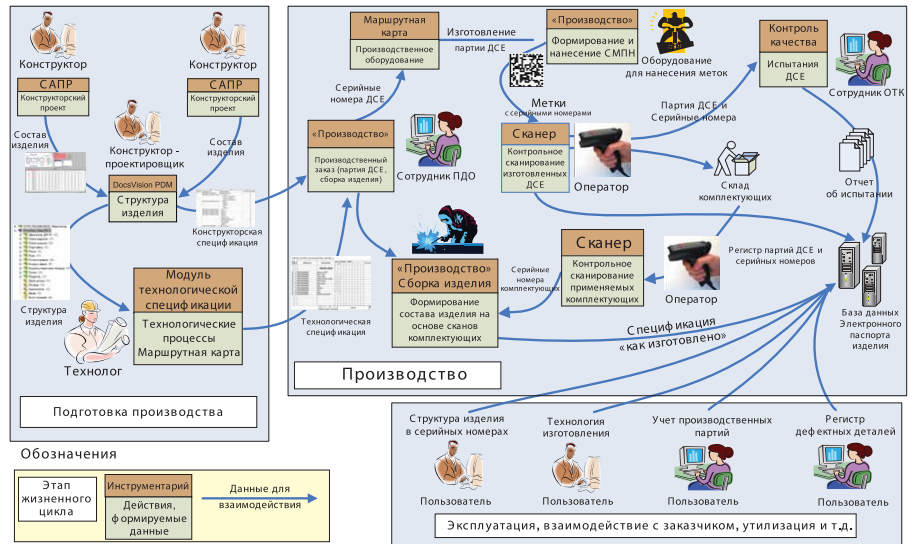 Конструктор
Конструктор
САПР
Конструкторский
проект
САПР
Конструкторский
проект
Состав
изделия
Конструктор -
проектировщик
Состав
изделия
DocsVision PDM
Структура
изделия
Конструкторская
спецификация
Структура
изделия
Модуль
технологической
спецификации
Технологические
процессы
Маршрутная карта
Технолог
Подготовка производства
Маршрутная
карта
Производственное
оборудование
Изготовление
партии ДСЕ
«Производство»
Формирование и
нанесение СМПН
Оборудование
для нанесения меток
Контроль
качества
Испытания
ДСЕ
Сотрудник ОТК
Серийные
номера ДСЕ
Метки
с серийными номерами
Партия ДСЕ и
Серийные номера
«Производство»
Производственный
заказ (партия ДСЕ,
сборка изделия)
Сотрудник ПДО
Сканер
Контрольное
сканирование
изготовленных
ДСЕ
Оператор
Склад
комплектующих
Отчет
об испытании
Технологическая
спецификация
«Производство»
Сборка изделия
Формирование
состава изделия на
основе сканов
комплектующих
Серийные
номера
комплектующих
Сканер
Контрольное
сканирование
применяемых
комплектующих
Оператор
Регистр партий ДСЕ и
серийных номеров
База данных
Электронного
паспорта
изделия
Спецификация
«как изготовлено»
Производство
Структура изделия
в серийных номерах
Технология
изготовления
Учет производственных
партий
Регистр
дефектных деталей
Пользователь
Пользователь
Пользователь
Пользователь
Эксплуатация, взаимодействие с заказчиком, утилизация и т.д.
Обозначения
Этап
жизненного
цикла
Инструментарий
Действия,
формируемые
данные
Данные для
взаимодействия